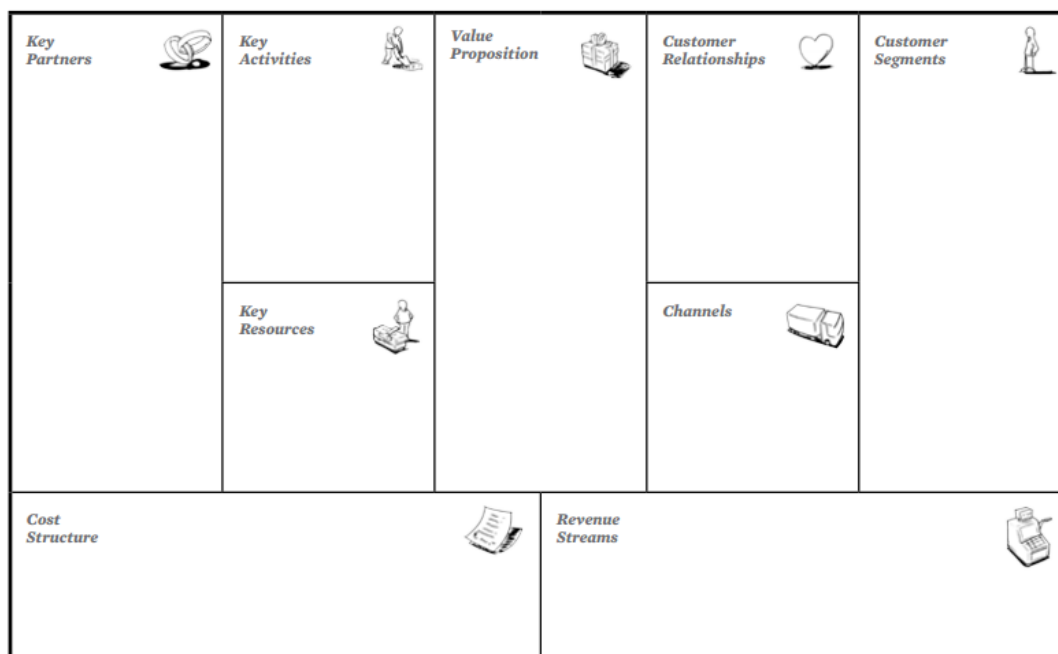 Key
Partners
Key
Activities
Value
Proposition
Customer
Relationships
Customer
Segments
Key
Resources
Channels
Cost
Structure
Revenue
Streams